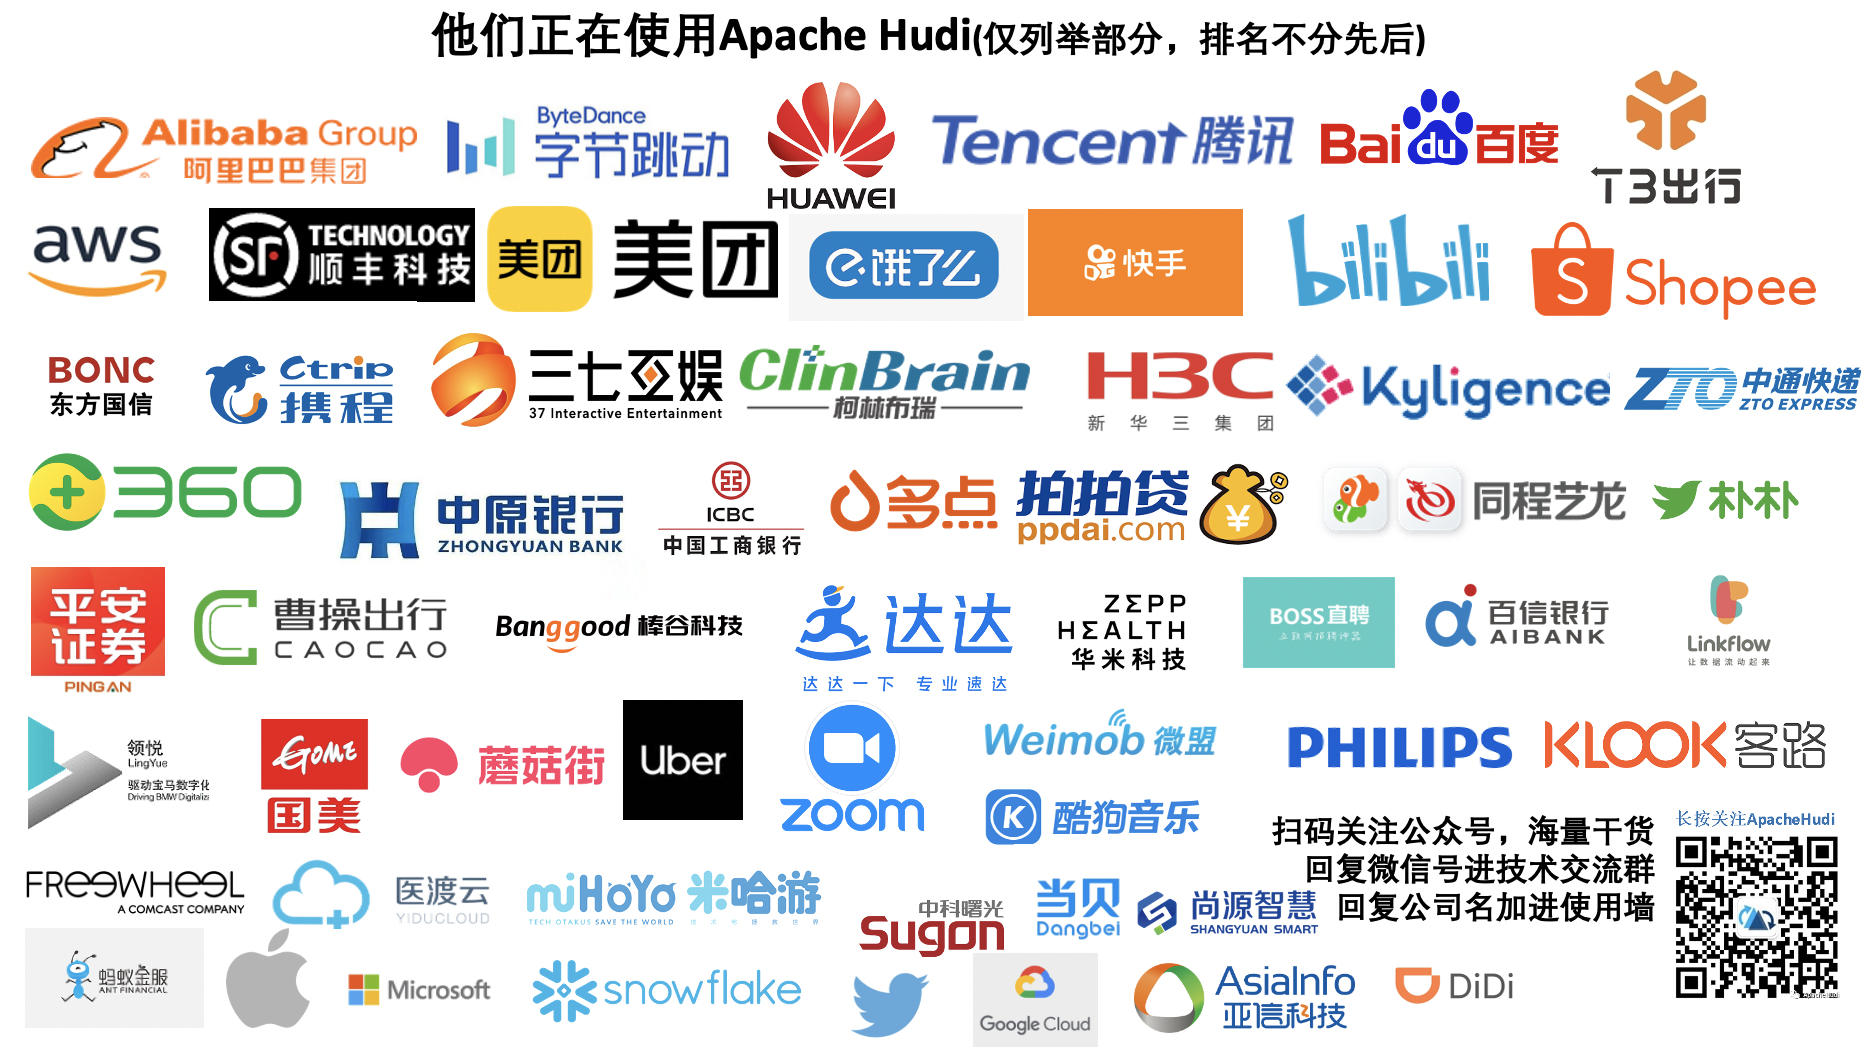 他们正在使用Apache Hudi(仅列举部分，排名不分先后)
Alibaba Group
阿里巴巴集团
ByteDance
字节跳动
HUAWEI
Tencent 腾讯
Bai du 百度
T3出行
aws
SF TECHNOLOGY
顺丰科技
美团
美团
e 饿了么
快手
bilibili
S Shopee
BONC
东方国信
Ctrip
携程
三七互娱
37 Interactive Entertainment
ClinBrain
柯林布瑞
H3C
新华三集团
Kyligence
ZTO 中通快递
ZTO EXPRESS
360
中原银行
ZHONGYUAN BANK
ICBC
中国工商银行
多点
拍拍贷
ppdai.com
¥
同程艺龙
朴朴
平安
证券
PINGAN
曹操出行
CAOCAO
Banggood 棒谷科技
达达
达达一下 专业速达
ZEPP
HEALTH
华米科技
BOSS直聘
百信银行
AIBANK
Linkflow
让数据流动起来
领悦
LingYue
驱动宝马数字化
Driving BMW Digitaliz
GOME
国美
蘑菇街
Uber
zoom
Weimob 微盟
K 酷狗音乐
PHILIPS
KLOOK 客路
扫码关注公众号，海量干货
回复微信号进技术交流群
回复公司名加进使用墙
长按关注ApacheHudi
FREEWHEEL
A COMCAST COMPANY
医渡云
YIDUCLOUD
miHoYo 米哈游
TECH OTAKUS SAVE THE WORLD
中科曙光
Sugon
当贝
Dangbei
尚源智慧
SHANGYUAN SMART
蚂蚁金服
ANT FINANCIAL
Microsoft
snowflake
Google Cloud
AsiaInfo
亚信科技
DiDi